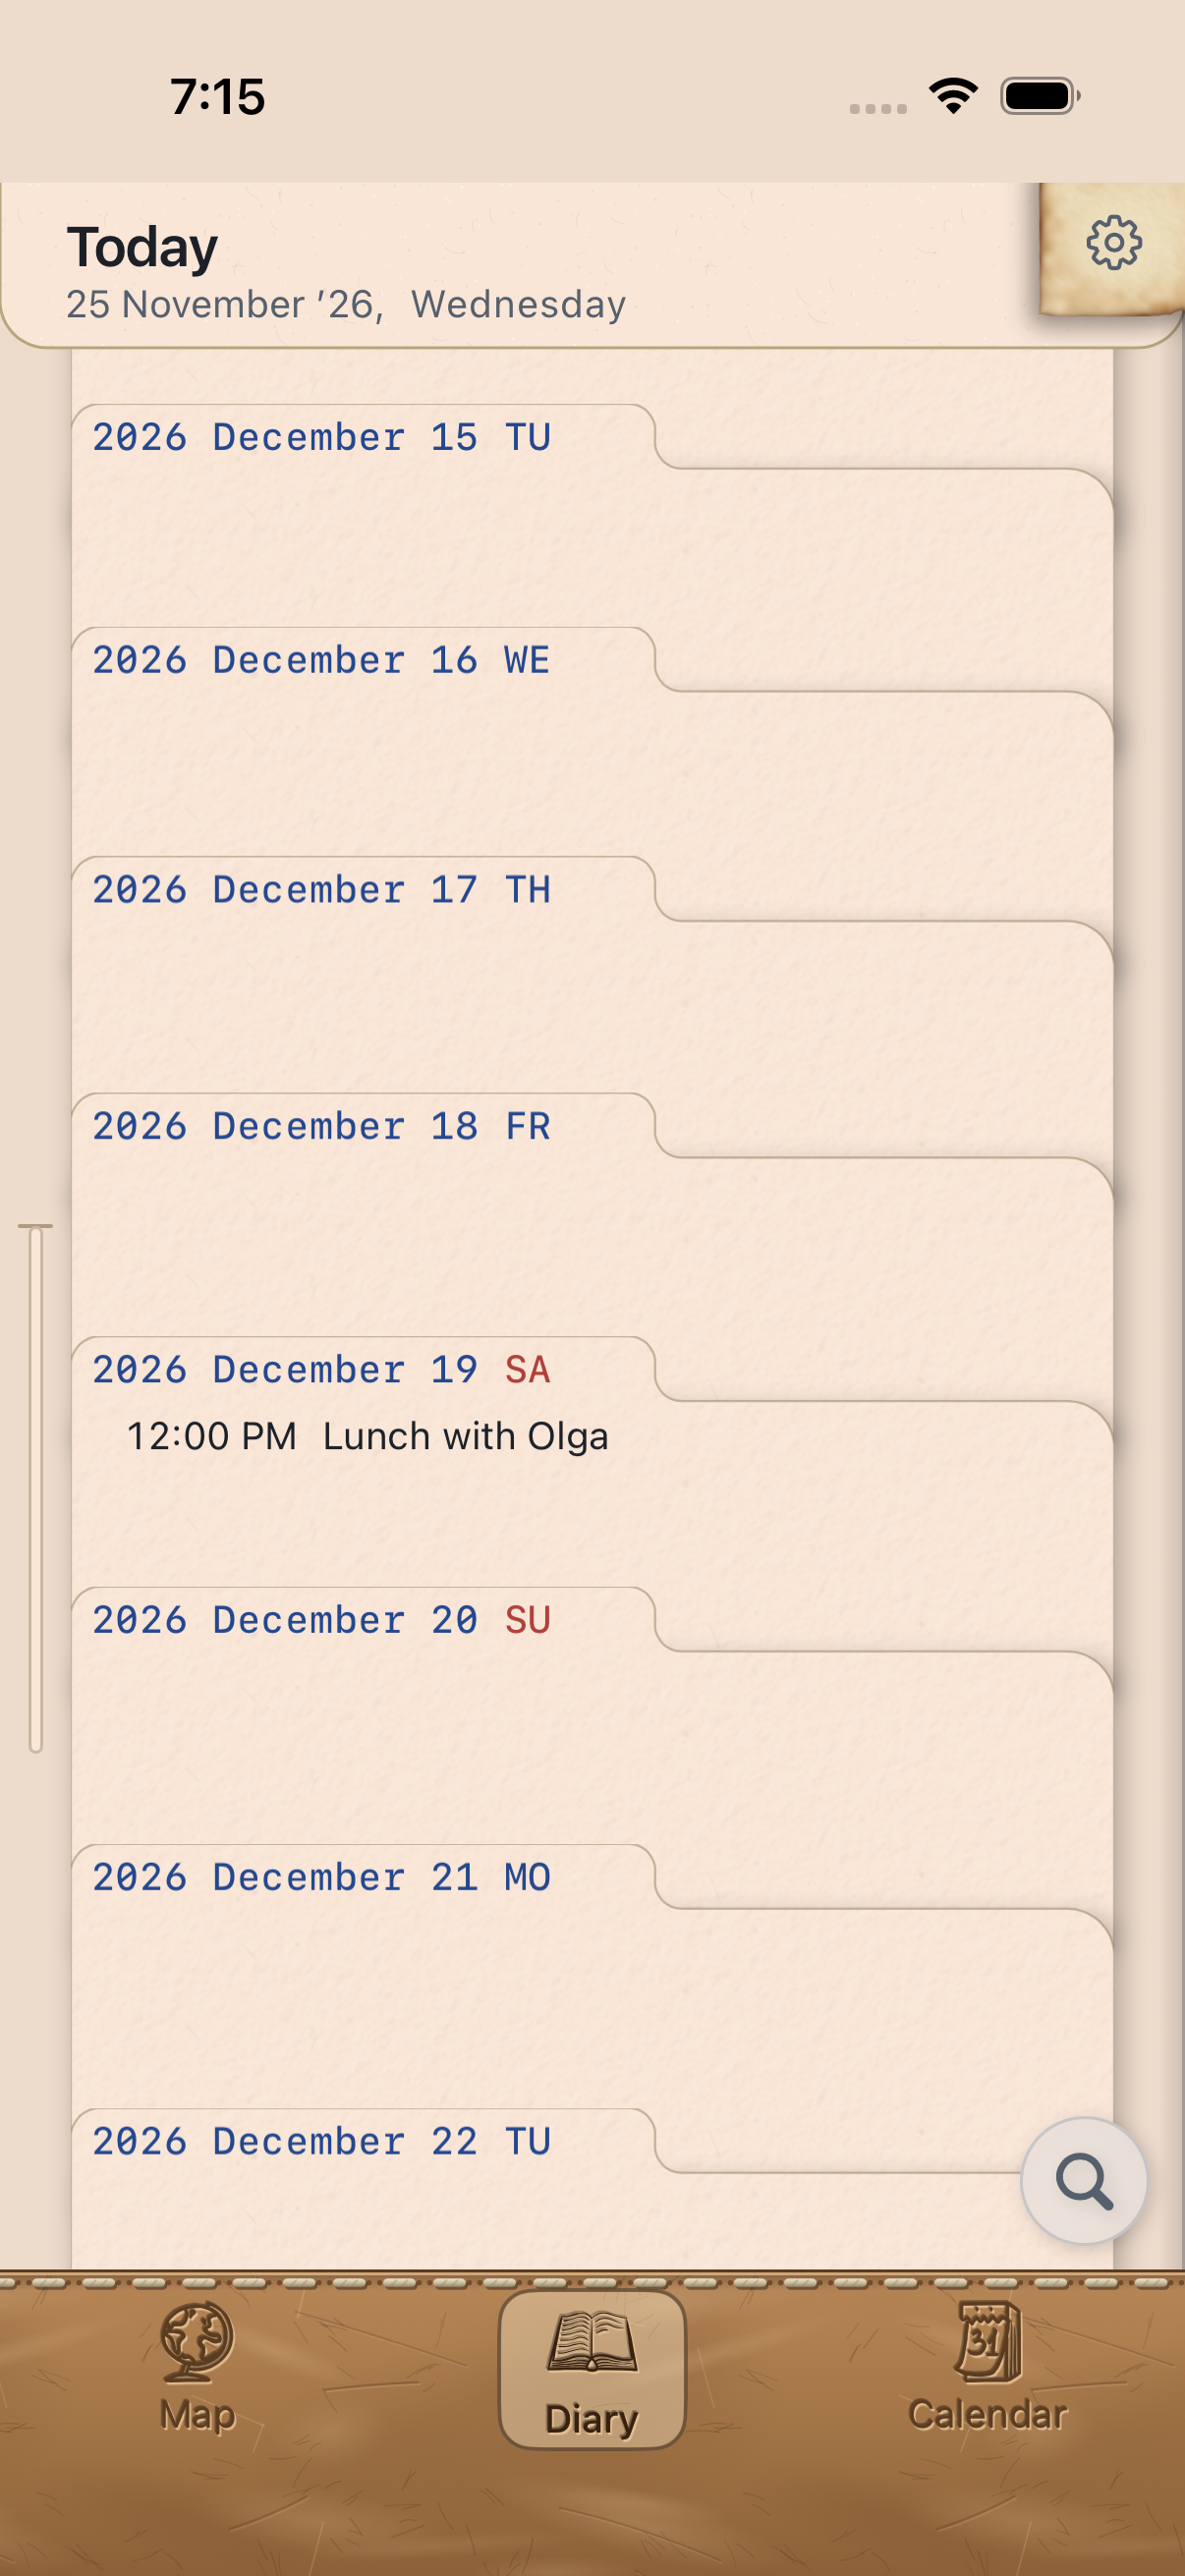 7:15
Today
25 November ’26, Wednesday
2026 December 15 TU
2026 December 16 WE
2026 December 17 TH
2026 December 18 FR
2026 December 19 SA
12:00 PM Lunch with Olga
2026 December 20 SU
2026 December 21 MO
2026 December 22 TU
31
Map Diary Calendar